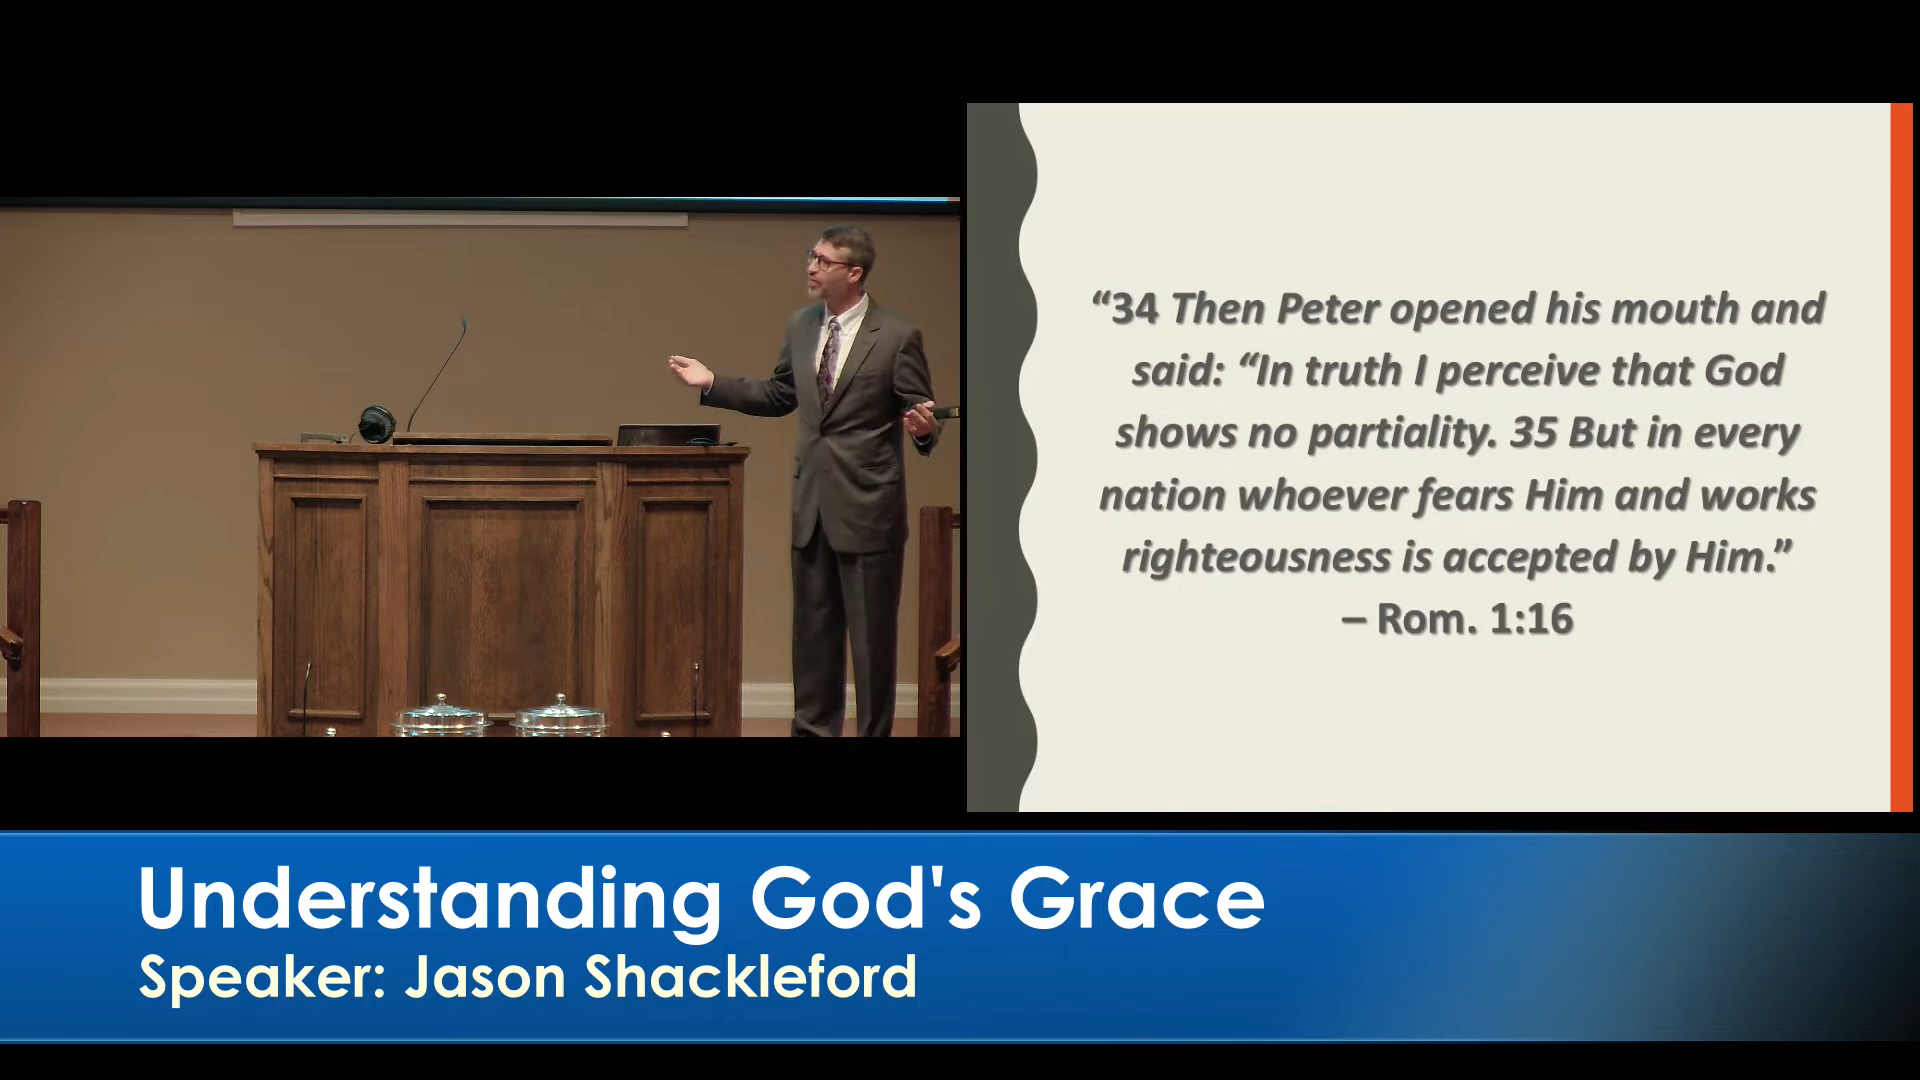 “34 Then Peter opened his mouth and
said: “In truth I perceive that God
shows no partiality. 35 But in every
nation whoever fears Him and works
righteousness is accepted by Him.”
– Rom. 1:16
Understanding God's Grace
Speaker: Jason Shackleford